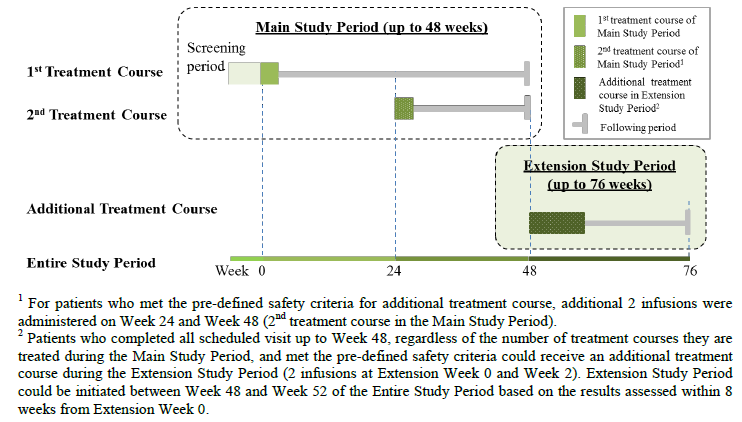 Main Study Period (up to 48 weeks)
Screening
period
1st Treatment Course
2nd Treatment Course
1st treatment course of
Main Study Period
2nd treatment course of
Main Study Period1
Additional treatment
course in Extension
Study Period2
Following period
Extension Study Period
(up to 76 weeks)
Additional Treatment Course
Entire Study Period
Week 0 24 48 76
1 For patients who met the pre-defined safety criteria for additional treatment course, additional 2 infusions were
administered on Week 24 and Week 48 (2nd treatment course in the Main Study Period).
2 Patients who completed all scheduled visit up to Week 48, regardless of the number of treatment courses they are
treated during the Main Study Period, and met the pre-defined safety criteria could receive an additional treatment
course during the Extension Study Period (2 infusions at Extension Week 0 and Week 2). Extension Study Period
could be initiated between Week 48 and Week 52 of the Entire Study Period based on the results assessed within 8
weeks from Extension Week 0.